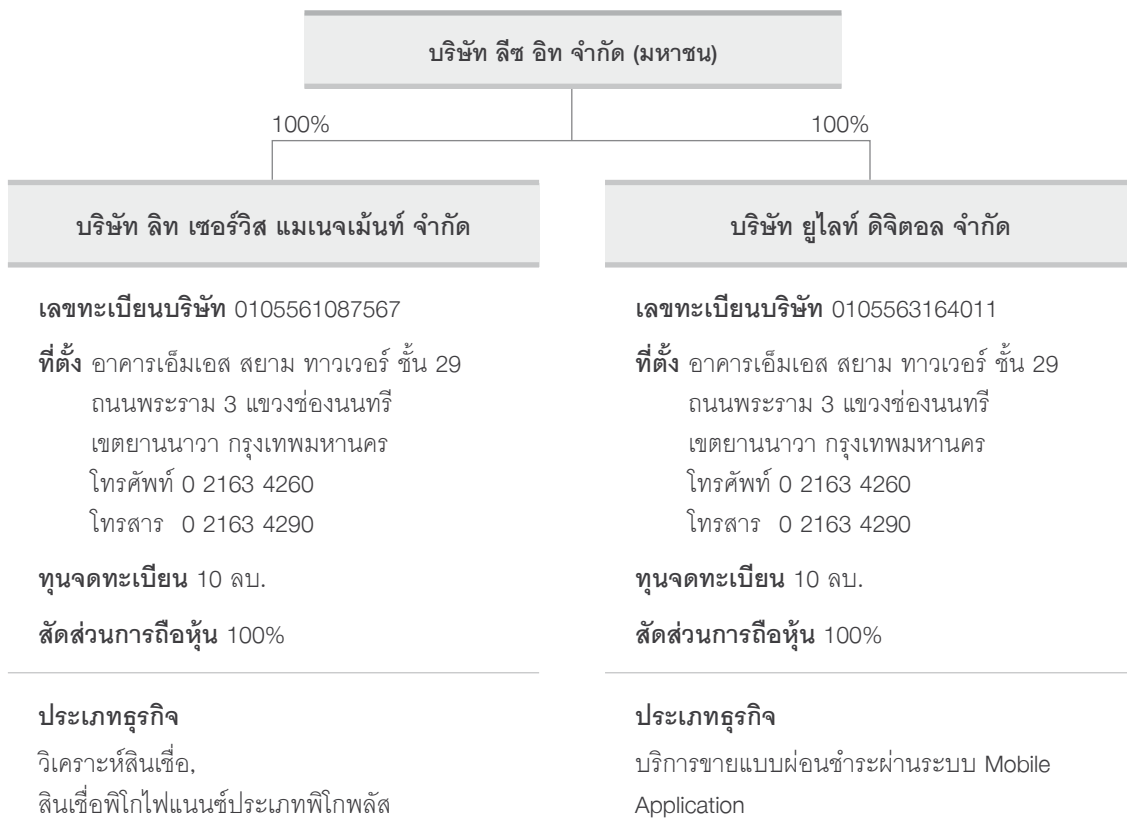 บริษัท ลีซ อิท จำกัด (มหาชน)
100%
100%
บริษัท ลิท เซอร์วิส แมเนจเม้นท์ จำกัด
เลขทะเบียนบริษัท 0105561087567
ที่ตั้ง อาคารเอ็มเอส สยาม ทาวเวอร์ ชั้น 29
ถนนพระราม 3 แขวงช่องนนทรี
เขตยานนาวา กรุงเทพมหานคร
โทรศัพท์ 0 2163 4260
โทรสาร 0 2163 4290
ทุนจดทะเบียน 10 ลบ.
สัดส่วนการถือหุ้น 100%
ประเภทธุรกิจ
วิเคราะห์สินเชื่อ,
สินเชื่อพิโกไฟแนนซ์ประเภทพิโกพลัส
บริษัท ยูไลท์ ดิจิตอล จำกัด
เลขทะเบียนบริษัท 0105563164011
ที่ตั้ง อาคารเอ็มเอส สยาม ทาวเวอร์ ชั้น 29
ถนนพระราม 3 แขวงช่องนนทรี
เขตยานนาวา กรุงเทพมหานคร
โทรศัพท์ 0 2163 4260
โทรสาร 0 2163 4290
ทุนจดทะเบียน 10 ลบ.
สัดส่วนการถือหุ้น 100%
ประเภทธุรกิจ
บริการขายแบบผ่อนชำระผ่านระบบ Mobile
Application